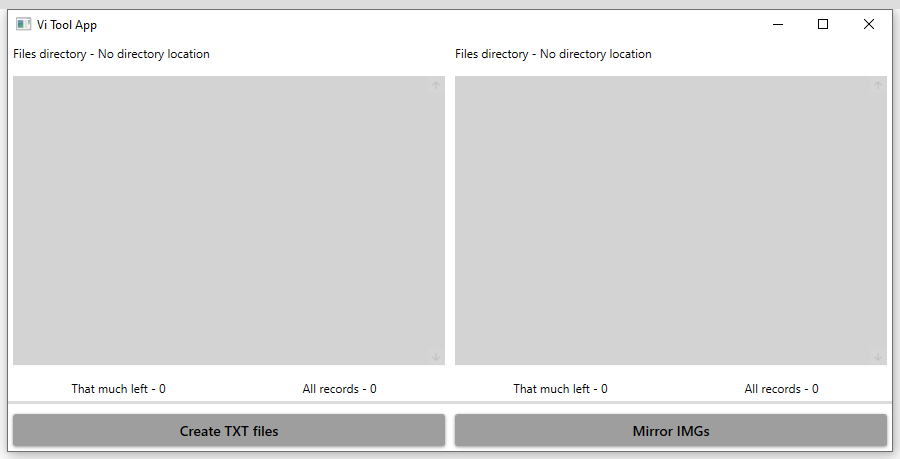 Vi Tool App
Files directory - No directory location
Files directory - No directory location
That much left - 0
All records - 0
That much left - 0
All records - 0
Create TXT files
Mirror IMGs